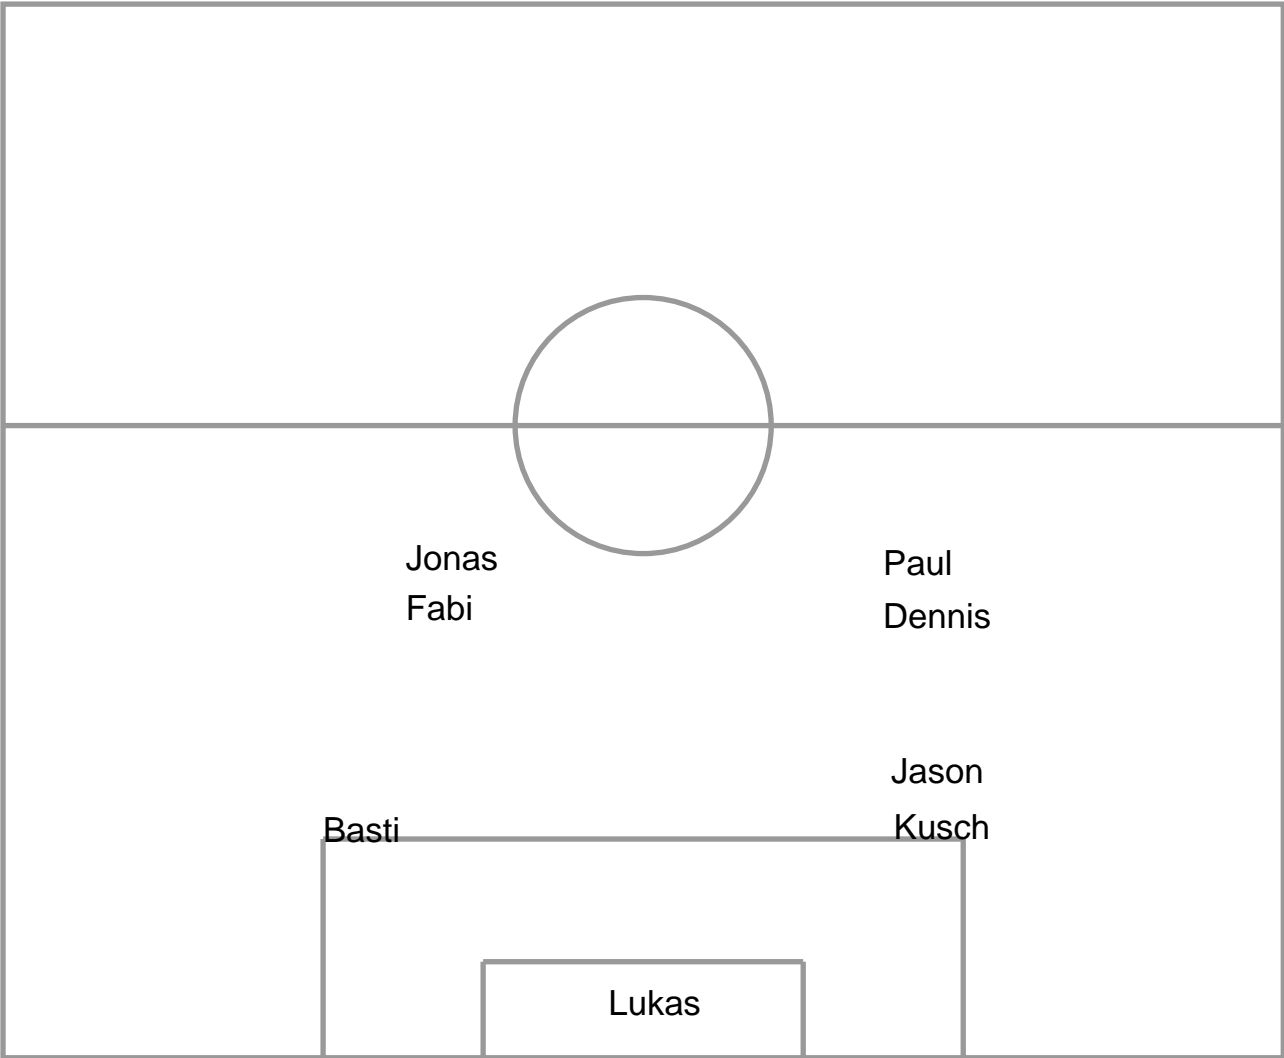 Jonas
Paul
Fabi
Dennis
Jason
Basti
Kusch
Lukas